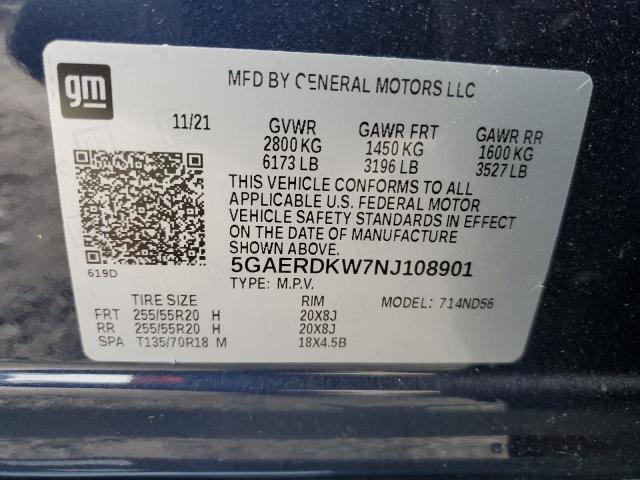 gm
MFD BY GENERAL MOTORS LLC
11/21 GVWR GAWR FRT GAWR RR
2800 KG 1450 KG 1600 KG
6173 LB 3196 LB 3527 LB
THIS VEHICLE CONFORMS TO ALL
APPLICABLE U.S. FEDERAL MOTOR
VEHICLE SAFETY STANDARDS IN EFFECT
ON THE DATE OF MANUFACTURE
SHOWN ABOVE.
619D
5GAERDKW7NJ108901
TYPE: M.P.V.
TIRE SIZE RIM MODEL: 714ND56
FRT 255/55R20 H 20X8J
RR 255/55R20 H 20X8J
SPA T135/70R18 M 18X4.5B